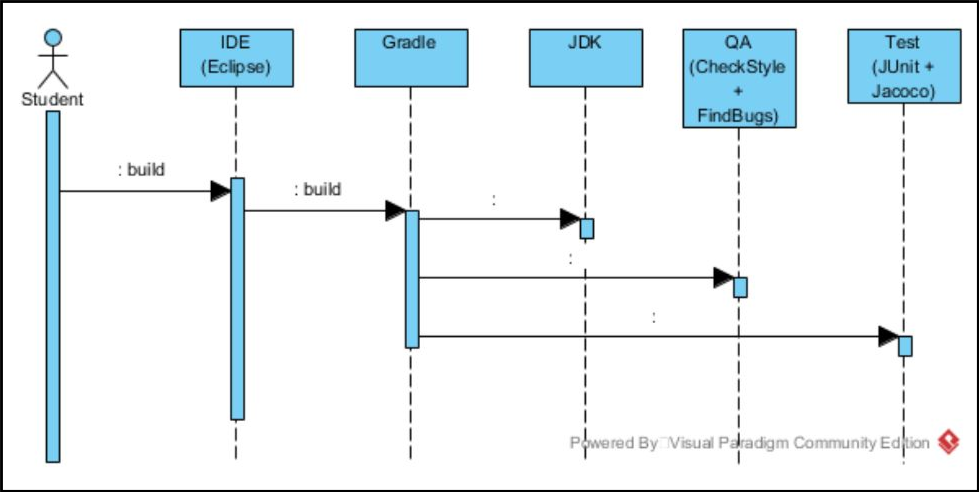 Student
IDE
(Eclipse)
Gradle
JDK
QA
(CheckStyle
+
FindBugs)
Test
(JUnit +
Jacoco)
: build
: build
:
:
:
Powered By Visual Paradigm Community Edition